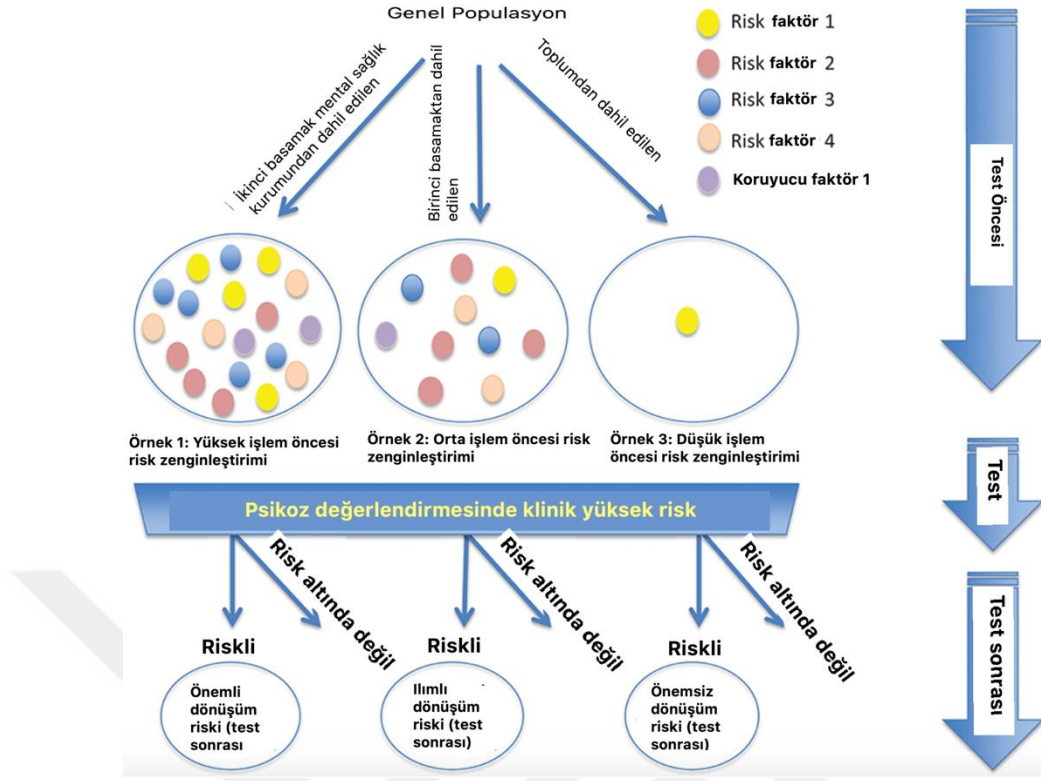 Genel Populasyon
Risk faktör 1
Risk faktör 2
Risk faktör 3
Risk faktör 4
Koruyucu faktör 1
İkinci basamak mental sağlık
kurumundan dahil edilen
Birinci basamaktan dahil
edilen
Toplumdan dahil edilen
Test Öncesi
Örnek 1: Yüksek işlem öncesi
risk zenginleştirimi
Örnek 2: Orta işlem öncesi risk
zenginleştirimi
Örnek 3: Düşük işlem
öncesi risk zenginleştirimi
Test
Psikoz değerlendirmesinde klinik yüksek risk
Risk altında değil
Risk altında değil
Risk altında değil
Riskli
Riskli
Riskli
Test sonrası
Önemli
dönüşüm
riski (test
sonrası
Ilımlı
dönüşüm
riski (test
sonrası)
Önemsiz
dönüşüm
riski (test
sonrası)